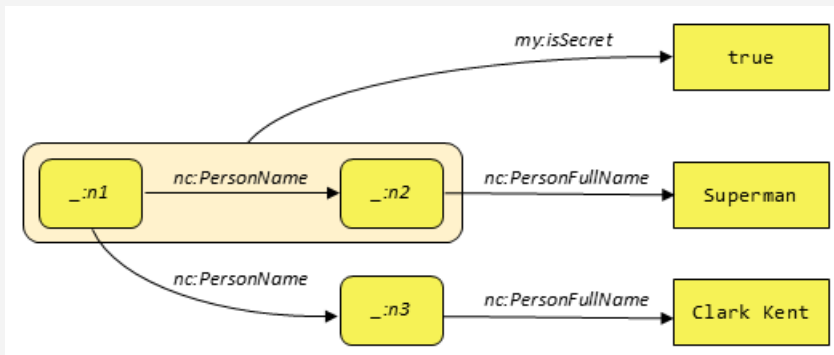 my:isSecret
true
_:n1
nc:PersonName
_:n2
nc:PersonFullName
Superman
nc:PersonName
_:n3
nc:PersonFullName
Clark Kent